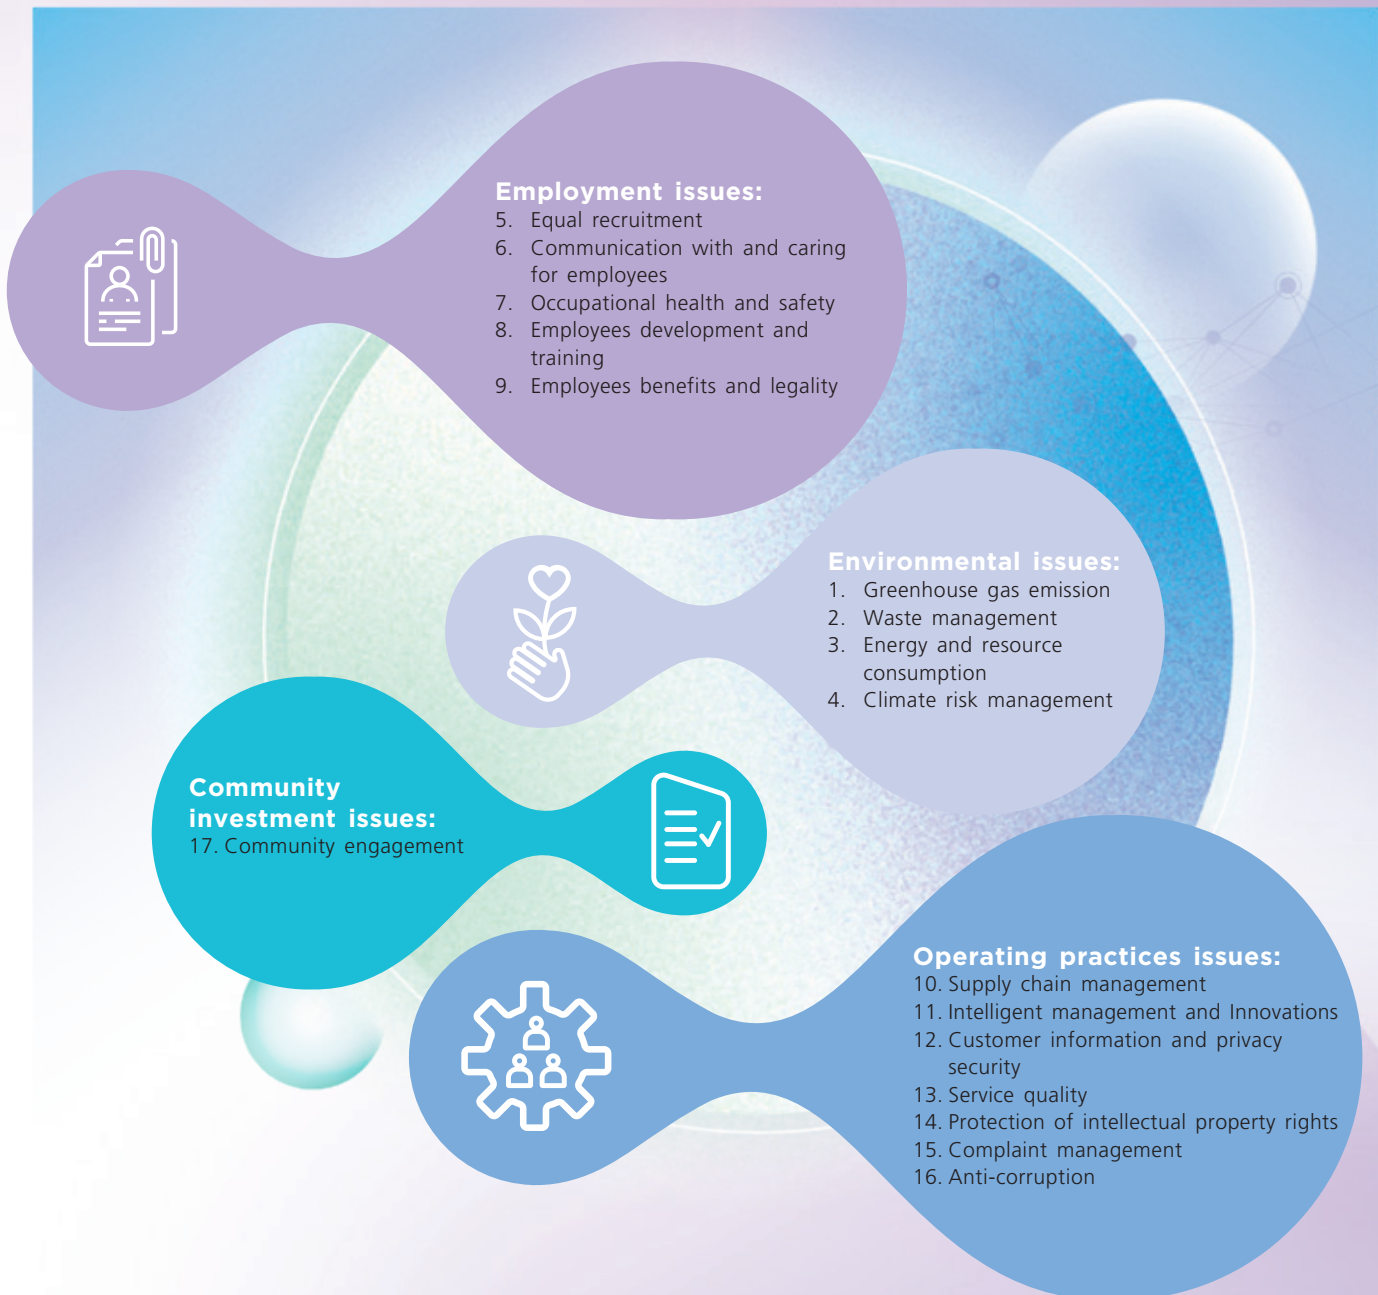 Employment issues:
5. Equal recruitment
6. Communication with and caring
for employees
7. Occupational health and safety
8. Employees development and
training
9. Employees benefits and legality
Environmental issues:
1. Greenhouse gas emission
2. Waste management
3. Energy and resource
consumption
4. Climate risk management
Community
investment issues:
17. Community engagement
Operating practices issues:
10. Supply chain management
11. Intelligent management and Innovations
12. Customer information and privacy
security
13. Service quality
14. Protection of intellectual property rights
15. Complaint management
16. Anti-corruption